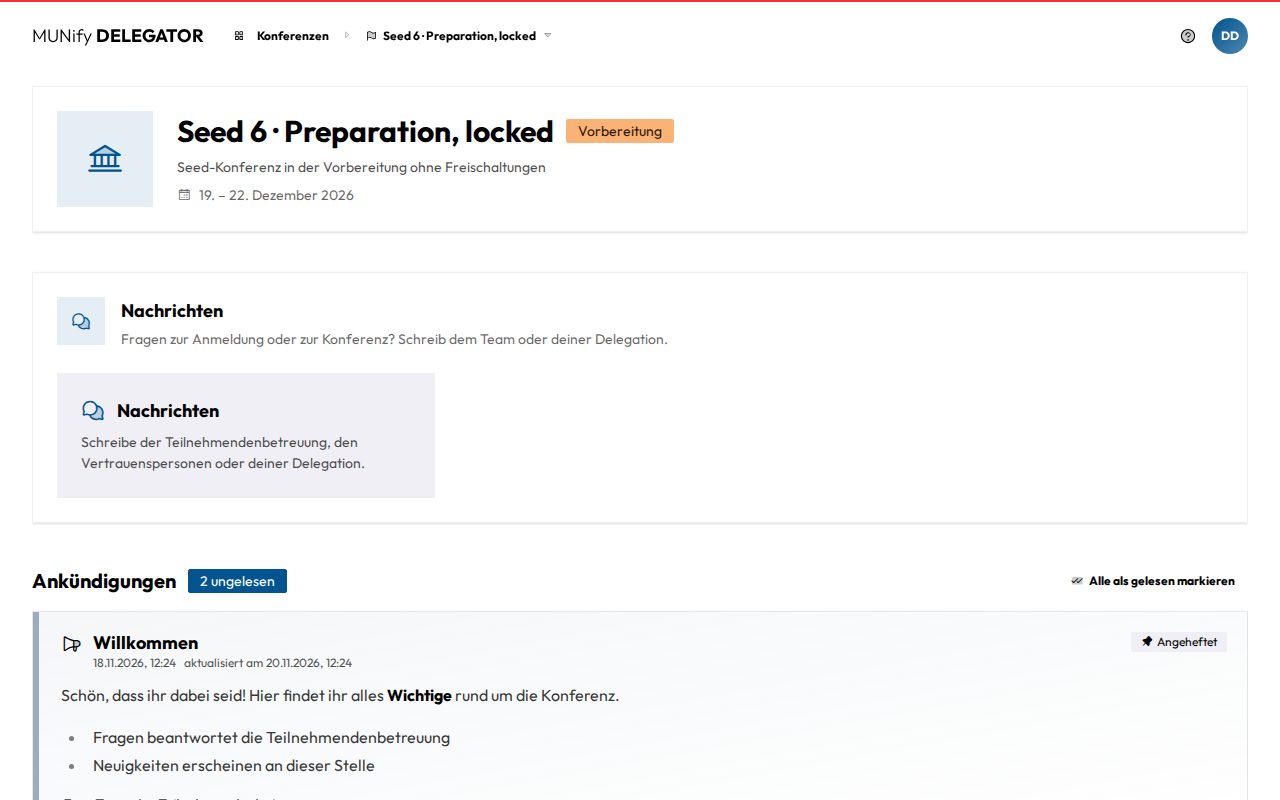 MUNify DELEGATOR
Konferenzen
Seed 6 · Preparation, locked
DD
Seed 6 · Preparation, locked
Vorbereitung
Seed-Konferenz in der Vorbereitung ohne Freischaltungen
19. – 22. Dezember 2026
Nachrichten
Fragen zur Anmeldung oder zur Konferenz? Schreib dem Team oder deiner Delegation.
Nachrichten
Schreibe der Teilnehmendenbetreuung, den
Vertrauenspersonen oder deiner Delegation.
Ankündigungen
2 ungelesen
Alle als gelesen markieren
Willkommen
Angeheftet
18.11.2026, 12:24 aktualisiert am 20.11.2026, 12:24
Schön, dass ihr dabei seid! Hier findet ihr alles Wichtige rund um die Konferenz.
Fragen beantwortet die Teilnehmendenbetreuung
Neuigkeiten erscheinen an dieser Stelle